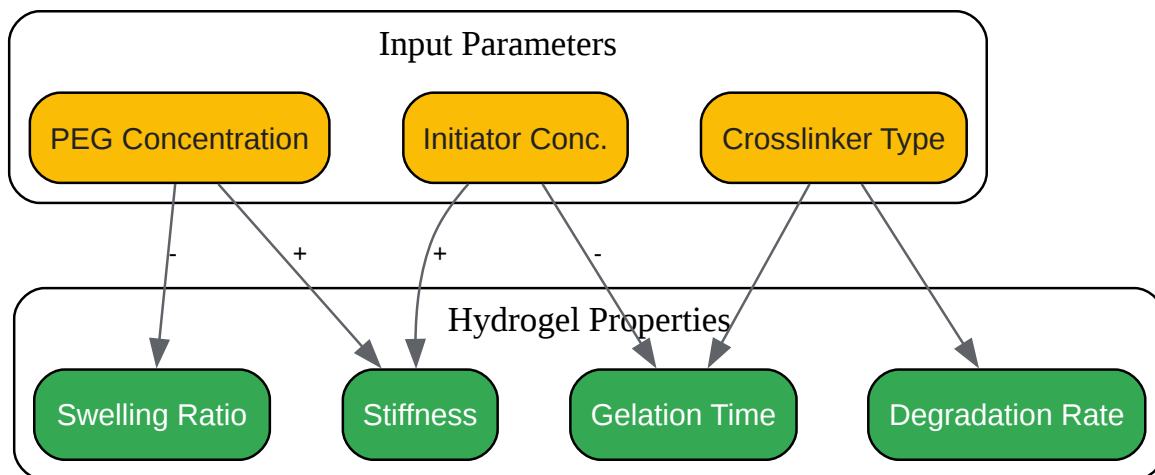 Input Parameters
PEG Concentration
Initiator Conc.
Crosslinker Type
-
+
+
-
Hydrogel Properties
Swelling Ratio
Stiffness
Gelation Time
Degradation Rate